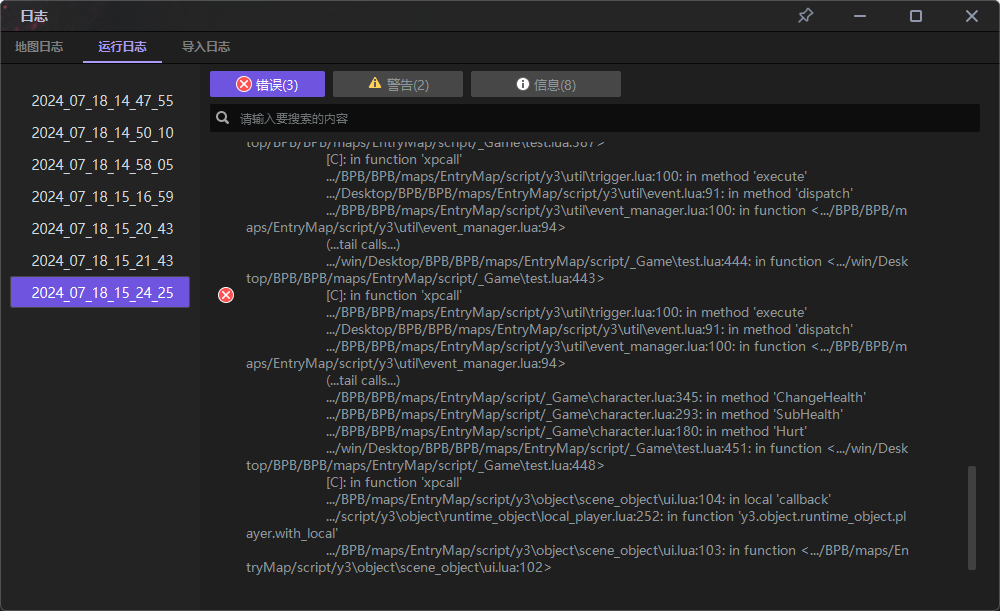 日志
地图日志 运行日志 导入日志
2024_07_18_14_47_55
2024_07_18_14_50_10
2024_07_18_14_58_05
2024_07_18_15_16_59
2024_07_18_15_20_43
2024_07_18_15_21_43
2024_07_18_15_24_25
错误(3) 警告(2) 信息(8)
请输入要搜索的内容
top/BPB/BPB/maps/EntryMap/script/_Game\test.lua:387>
[C]: in function 'xpcall'
.../BPB/BPB/maps/EntryMap/script/y3\util\trigger.lua:100: in method 'execute'
.../Desktop/BPB/BPB/maps/EntryMap/script/y3\util\event.lua:91: in method 'dispatch'
.../BPB/BPB/maps/EntryMap/script/y3\util\event_manager.lua:100: in function <.../BPB/BPB/m
aps/EntryMap/script/y3\util\event_manager.lua:94>
(...tail calls...)
.../win/Desktop/BPB/BPB/maps/EntryMap/script/_Game\test.lua:444: in function <.../win/Desk
top/BPB/BPB/maps/EntryMap/script/_Game\test.lua:443>
[C]: in function 'xpcall'
.../BPB/BPB/maps/EntryMap/script/y3\util\trigger.lua:100: in method 'execute'
.../Desktop/BPB/BPB/maps/EntryMap/script/y3\util\event.lua:91: in method 'dispatch'
.../BPB/BPB/maps/EntryMap/script/y3\util\event_manager.lua:100: in function <.../BPB/BPB/m
aps/EntryMap/script/y3\util\event_manager.lua:94>
(...tail calls...)
.../BPB/BPB/maps/EntryMap/script/_Game\character.lua:345: in method 'ChangeHealth'
.../BPB/BPB/maps/EntryMap/script/_Game\character.lua:293: in method 'SubHealth'
.../BPB/BPB/maps/EntryMap/script/_Game\character.lua:180: in method 'Hurt'
.../win/Desktop/BPB/BPB/maps/EntryMap/script/_Game\test.lua:451: in function <.../win/Desk
top/BPB/BPB/maps/EntryMap/script/_Game\test.lua:448>
[C]: in function 'xpcall'
.../BPB/maps/EntryMap/script/y3\object\scene_object\ui.lua:104: in local 'callback'
.../script/y3\object\runtime_object\local_player.lua:252: in function 'y3.object.runtime_object.pl
ayer.with_local'
.../BPB/maps/EntryMap/script/y3\object\scene_object\ui.lua:103: in function <.../BPB/maps/En
tryMap/script/y3\object\scene_object\ui.lua:102>